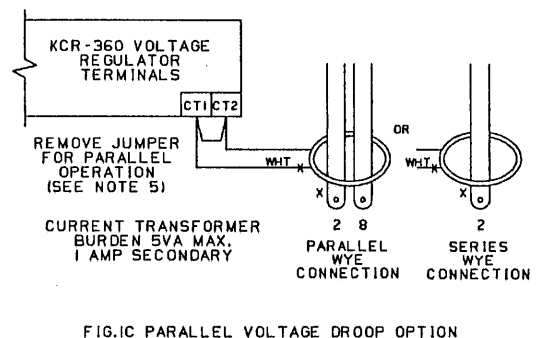 KCR-360 VOLTAGE
REGULATOR
TERMINALS
CT1 CT2
REMOVE JUMPER
FOR PARALLEL
OPERATION
(SEE NOTE 5)
CURRENT TRANSFORMER
BURDEN 5VA MAX.
1 AMP SECONDARY
WHT X
X
2 8
PARALLEL
WYE
CONNECTION
OR
WHT X
X
2
SERIES
WYE
CONNECTION
FIG.1C PARALLEL VOLTAGE DROOP OPTION